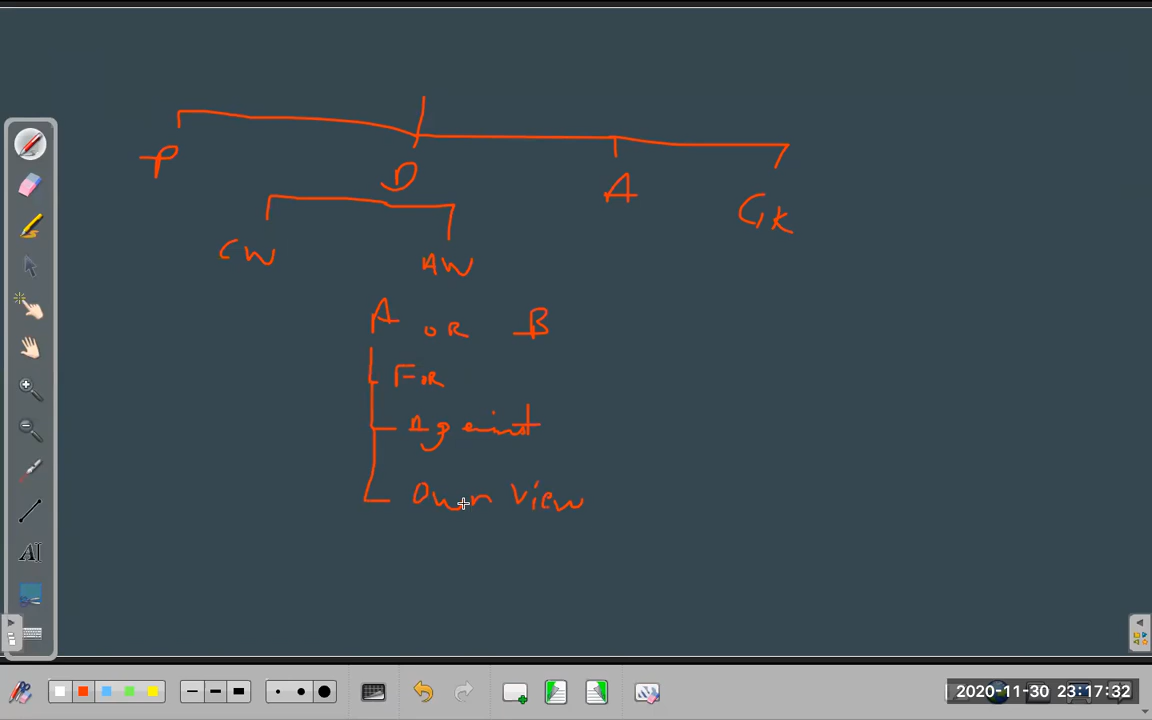 P D A GK
CW AW
A OR B
For
Against
Own View
2020-11-30 23:17:32